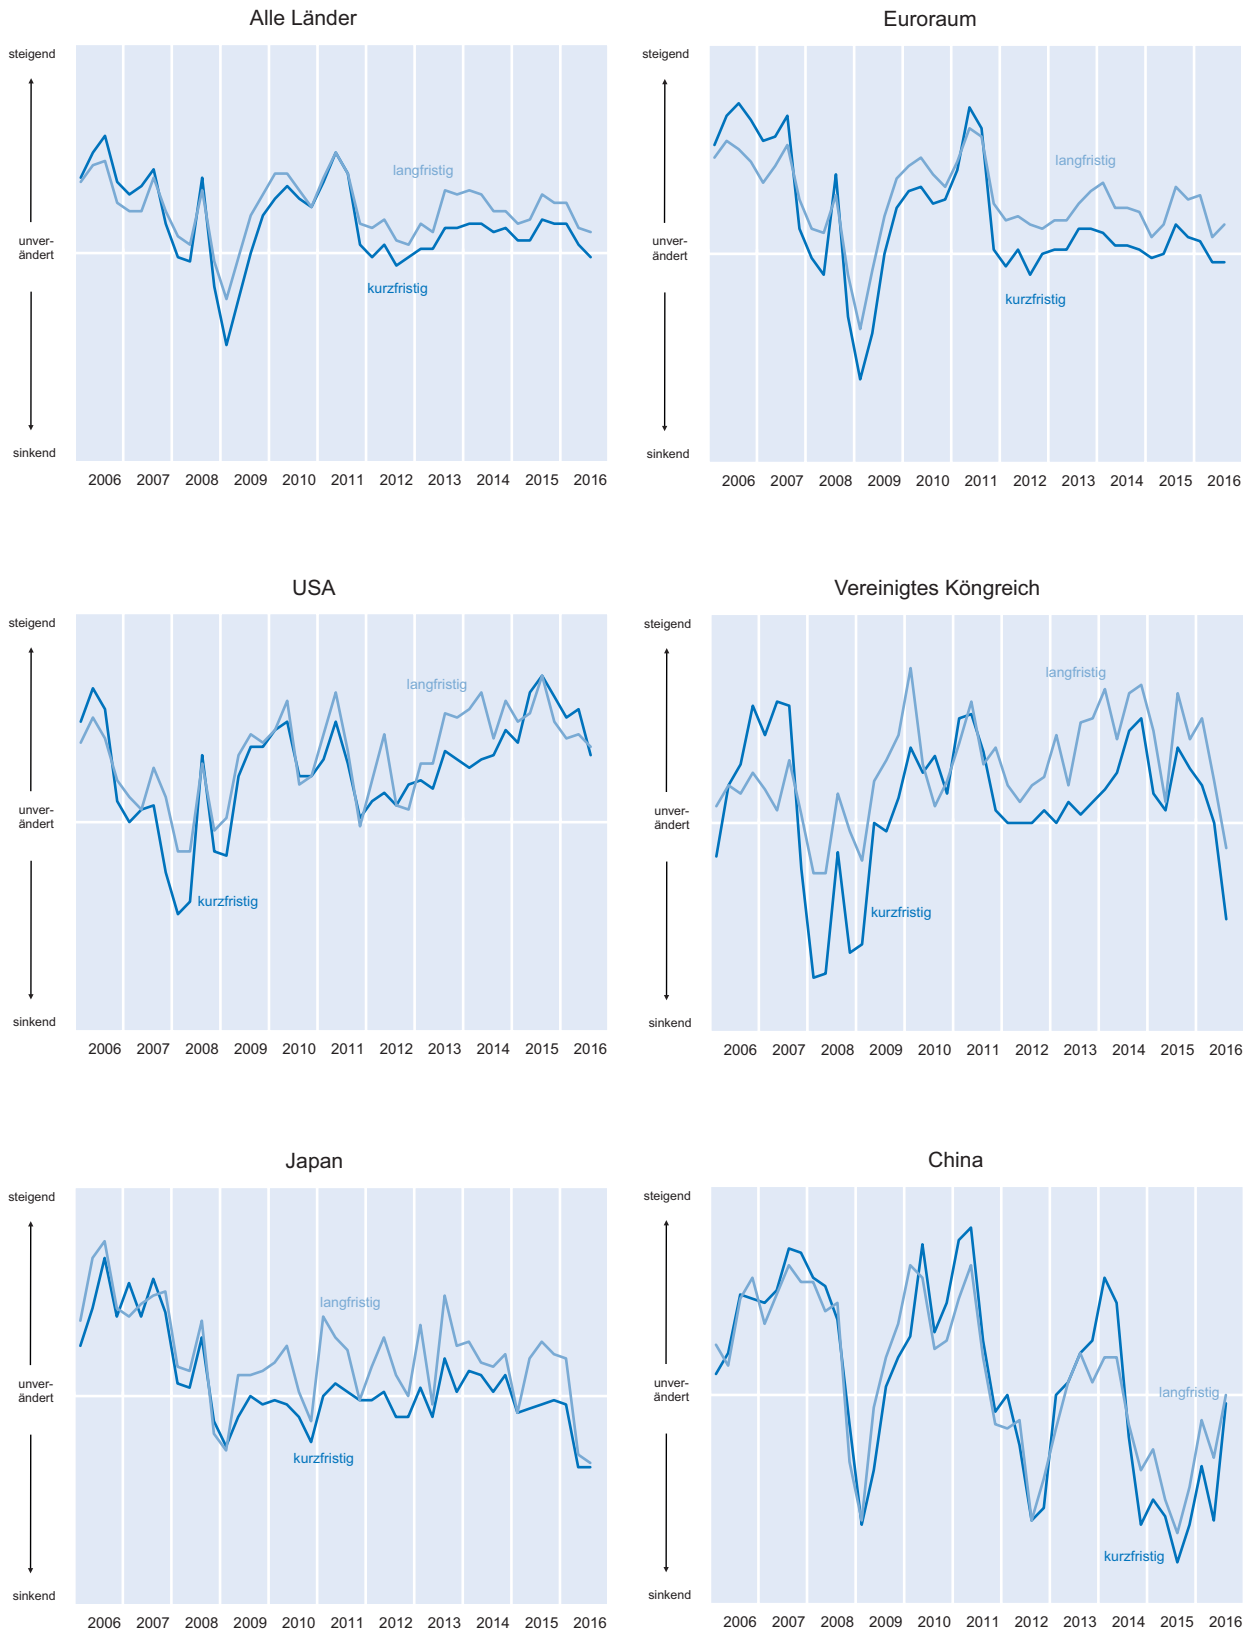 Alle Länder
steigend
langfristig
unver-
ändert
kurzfristig
sinkend
2006 2007 2008 2009 2010 2011 2012 2013 2014 2015 2016
Euroraum
steigend
langfristig
unver-
ändert
kurzfristig
sinkend
2006 2007 2008 2009 2010 2011 2012 2013 2014 2015 2016
USA
steigend
langfristig
unver-
ändert
kurzfristig
sinkend
2006 2007 2008 2009 2010 2011 2012 2013 2014 2015 2016
Vereinigtes Köngreich
steigend
langfristig
unver-
ändert
kurzfristig
sinkend
2006 2007 2008 2009 2010 2011 2012 2013 2014 2015 2016
Japan
steigend
langfristig
unver-
ändert
kurzfristig
sinkend
2006 2007 2008 2009 2010 2011 2012 2013 2014 2015 2016
China
steigend
unver-
ändert
langfristig
kurzfristig
sinkend
2006 2007 2008 2009 2010 2011 2012 2013 2014 2015 2016